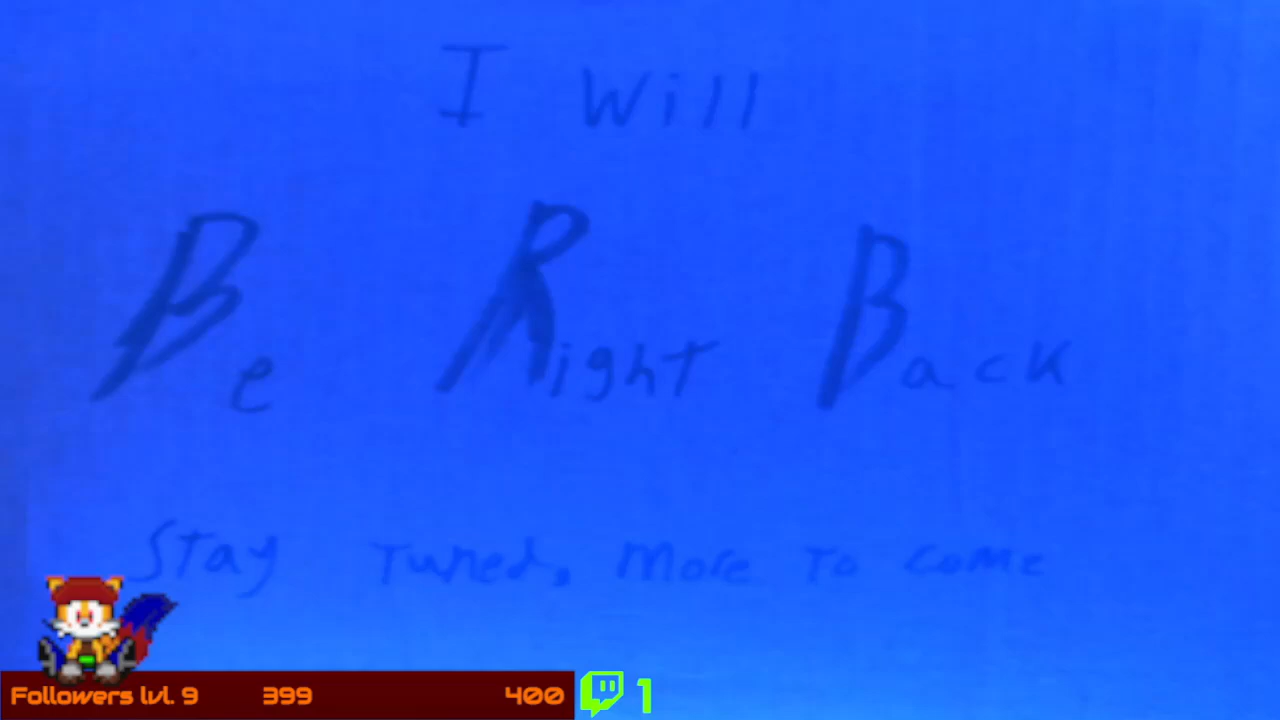 I Will
Be Right Back
Stay Tuned, More To Come
Followers lvl. 9 399 400 1